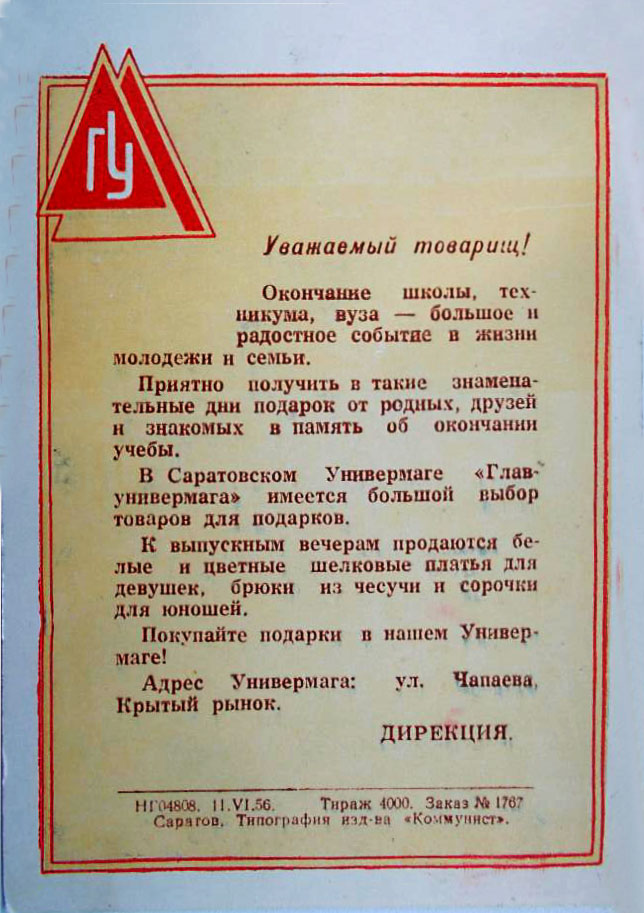 ГУ
Уважаемый товарищ!
Окончание школы, тех-
никума, вуза — большое и
радостное событие в жизни
молодежи и семьи.
Приятно получить в такие знамена-
тельные дни подарок от родных, друзей
и знакомых в память об окончании
учебы.
В Саратовском Универмаге «Глав-
универмага» имеется большой выбор
товаров для подарков.
К выпускным вечерам продаются бе-
лые и цветные шелковые платья для
девушек, брюки из чесучи и сорочки
для юношей.
Покупайте подарки в нашем Универ-
маге!
Адрес Универмага: ул. Чапаева,
Крытый рынок.
ДИРЕКЦИЯ.
НГ04808. 11.VI.56. Тираж 4000. Заказ № 1767
Саратов, Типография изд-ва «Коммунист».